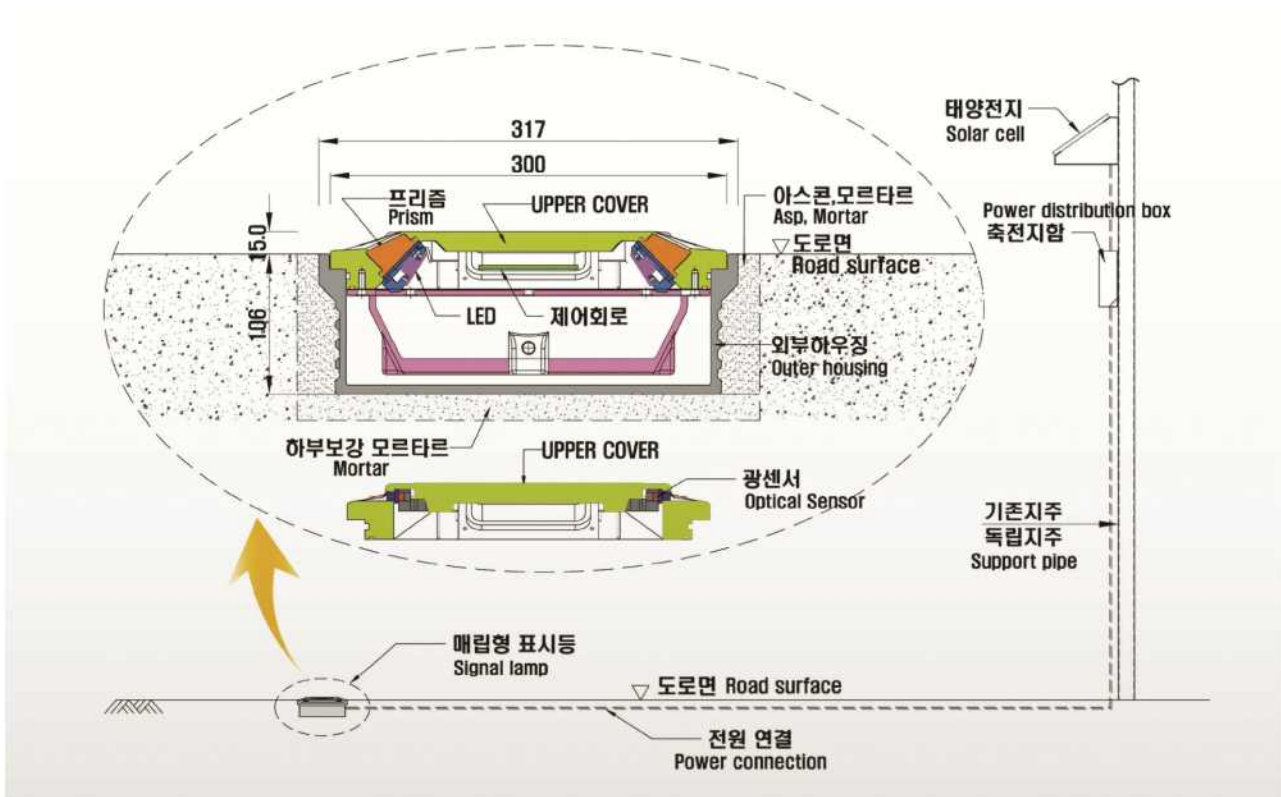 317
300
프리즘
Prism
UPPER COVER
아스콘,모르타르
Asp, Mortar
15.0
106
도로면
Road surface
LED
제어회로
외부하우징
Outer housing
하부보강 모르타르
Mortar
UPPER COVER
광센서
Optical Sensor
태양전지
Solar cell
Power distribution box
축전지함
기존지주
독립지주
Support pipe
매립형 표시등
Signal lamp
도로면 Road surface
전원 연결
Power connection